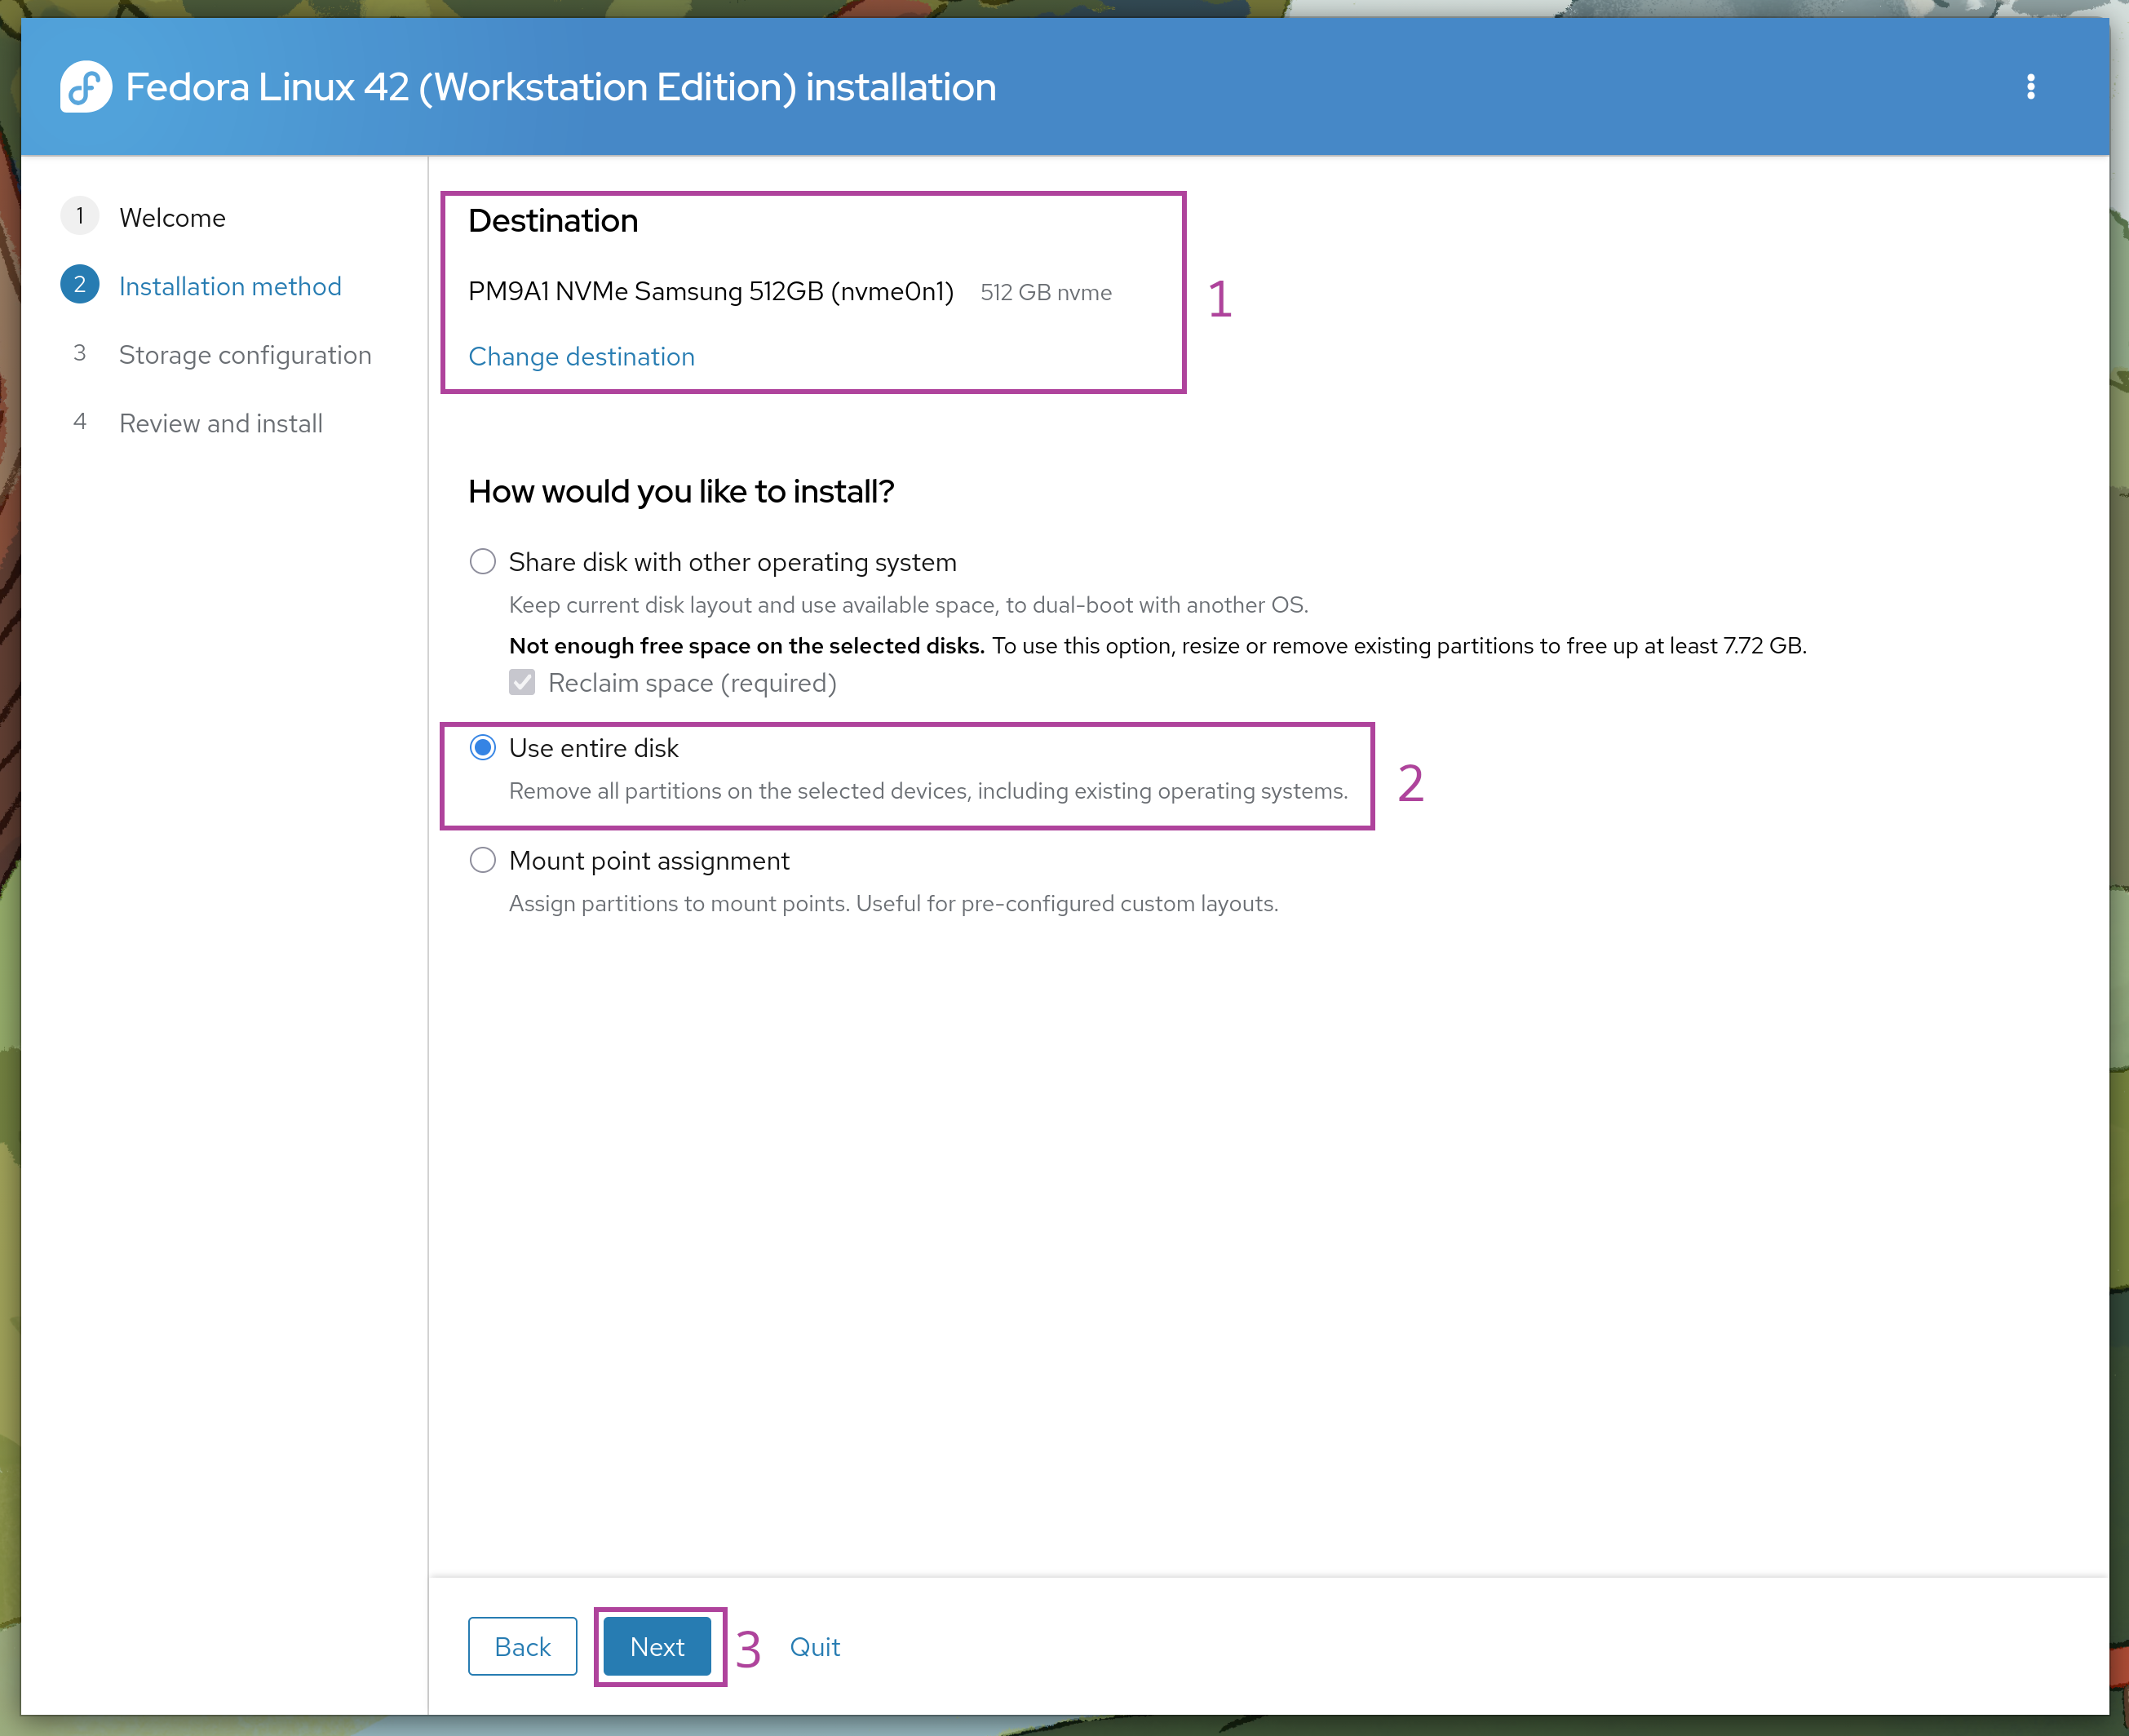 Fedora Linux 42 (Workstation Edition) installation
1 Welcome
2 Installation method
3 Storage configuration
4 Review and install
Destination
PM9A1 NVMe Samsung 512GB (nvme0n1) 512 GB nvme
Change destination
1
How would you like to install?
Share disk with other operating system
Keep current disk layout and use available space, to dual-boot with another OS.
Not enough free space on the selected disks. To use this option, resize or remove existing partitions to free up at least 7.72 GB.
Reclaim space (required)
Use entire disk
Remove all partitions on the selected devices, including existing operating systems.
2
Mount point assignment
Assign partitions to mount points. Useful for pre-configured custom layouts.
Back Next 3 Quit